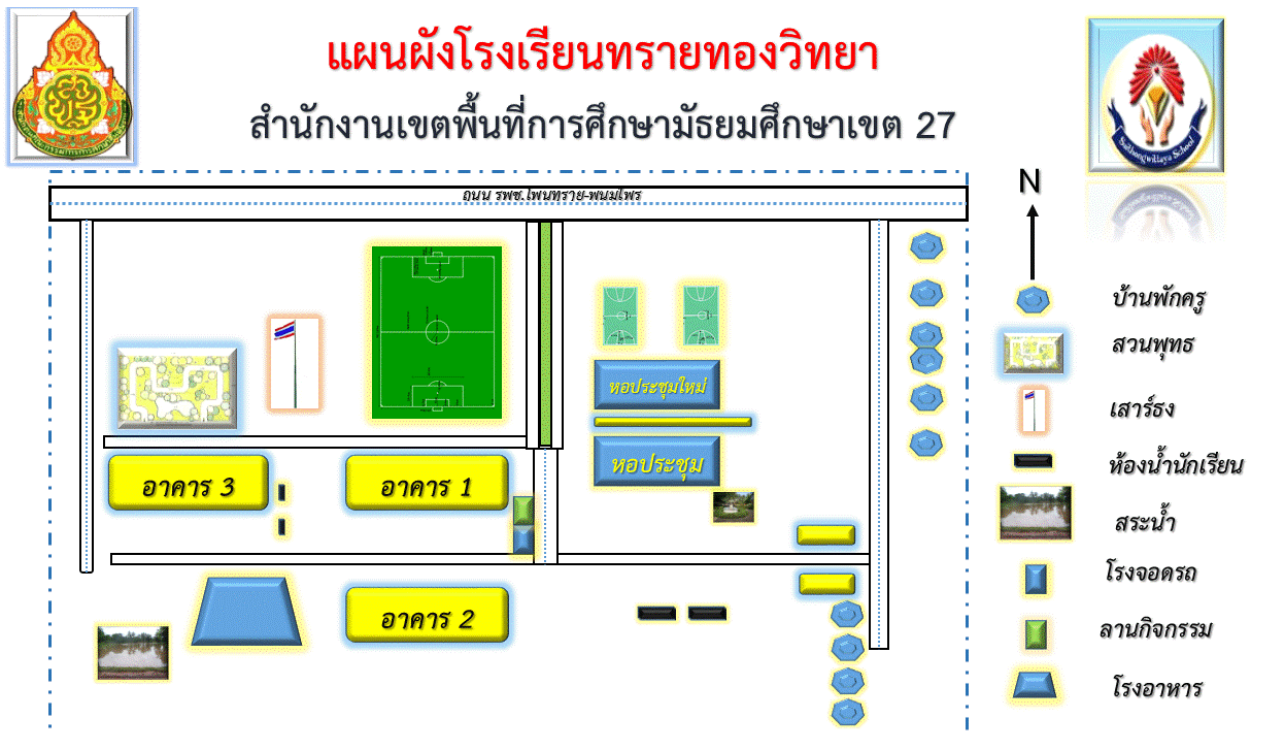 แผนผังโรงเรียนทรายทองวิทยา
สำนักงานเขตพื้นที่การศึกษามัธยมศึกษาเขต 27
ถนน รพช.โพนทราย-พนมไพร
N
บ้านพักครู
สวนพุทธ
เสาร์ธง
ห้องน้ำนักเรียน
สระน้ำ
โรงจอดรถ
ลานกิจกรรม
โรงอาหาร
หอประชุมใหม่
หอประชุม
อาคาร 3
อาคาร 1
อาคาร 2